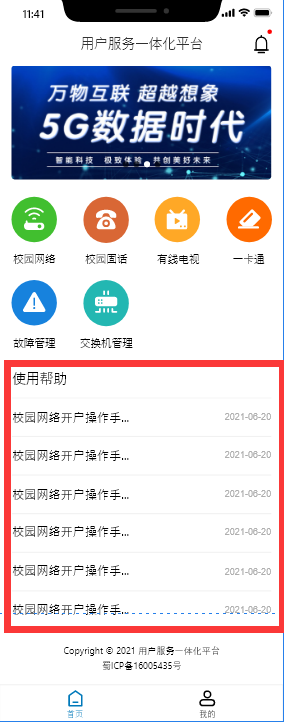 11:41
用户服务一体化平台
万物互联 超越想象
5G数据时代
智能科技 极致体验 共创美好未来
校园网络 校园固话 有线电视 一卡通
故障管理 交换机管理
使用帮助
校园网络开户操作手... 2021-06-20
校园网络开户操作手... 2021-06-20
校园网络开户操作手... 2021-06-20
校园网络开户操作手... 2021-06-20
校园网络开户操作手... 2021-06-20
校园网络开户操作手... 2021-06-20
Copyright © 2021 用户服务一体化平台
蜀ICP备16005435号
首页 我的